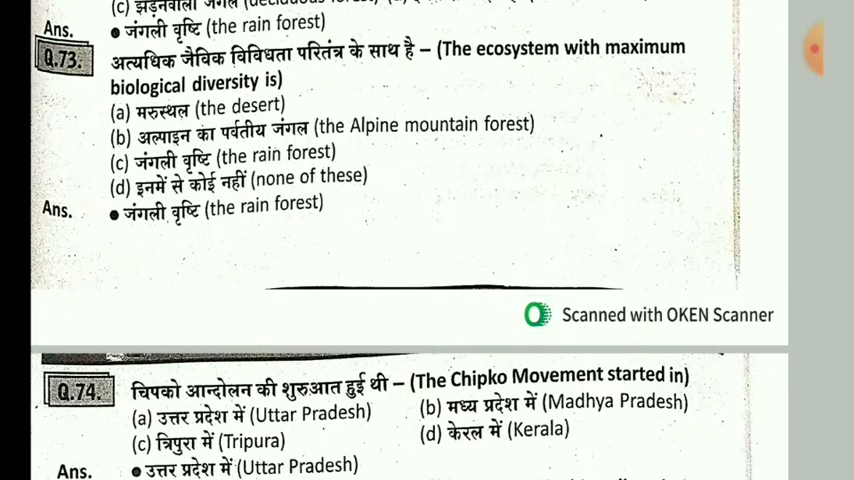 (c) झड़नेवाला जंगल (deciduous forest)
Ans. ● जंगली वृष्टि (the rain forest)
Q.73. अत्यधिक जैविक विविधता परितंत्र के साथ है – (The ecosystem with maximum
biological diversity is)
(a) मरुस्थल (the desert)
(b) अल्पाइन का पर्वतीय जंगल (the Alpine mountain forest)
(c) जंगली वृष्टि (the rain forest)
(d) इनमें से कोई नहीं (none of these)
Ans. ● जंगली वृष्टि (the rain forest)
Scanned with OKEN Scanner
Q.74. चिपको आन्दोलन की शुरुआत हुई थी – (The Chipko Movement started in)
(a) उत्तर प्रदेश में (Uttar Pradesh) (b) मध्य प्रदेश में (Madhya Pradesh)
(c) त्रिपुरा में (Tripura) (d) केरल में (Kerala)
Ans. ● उत्तर प्रदेश में (Uttar Pradesh)